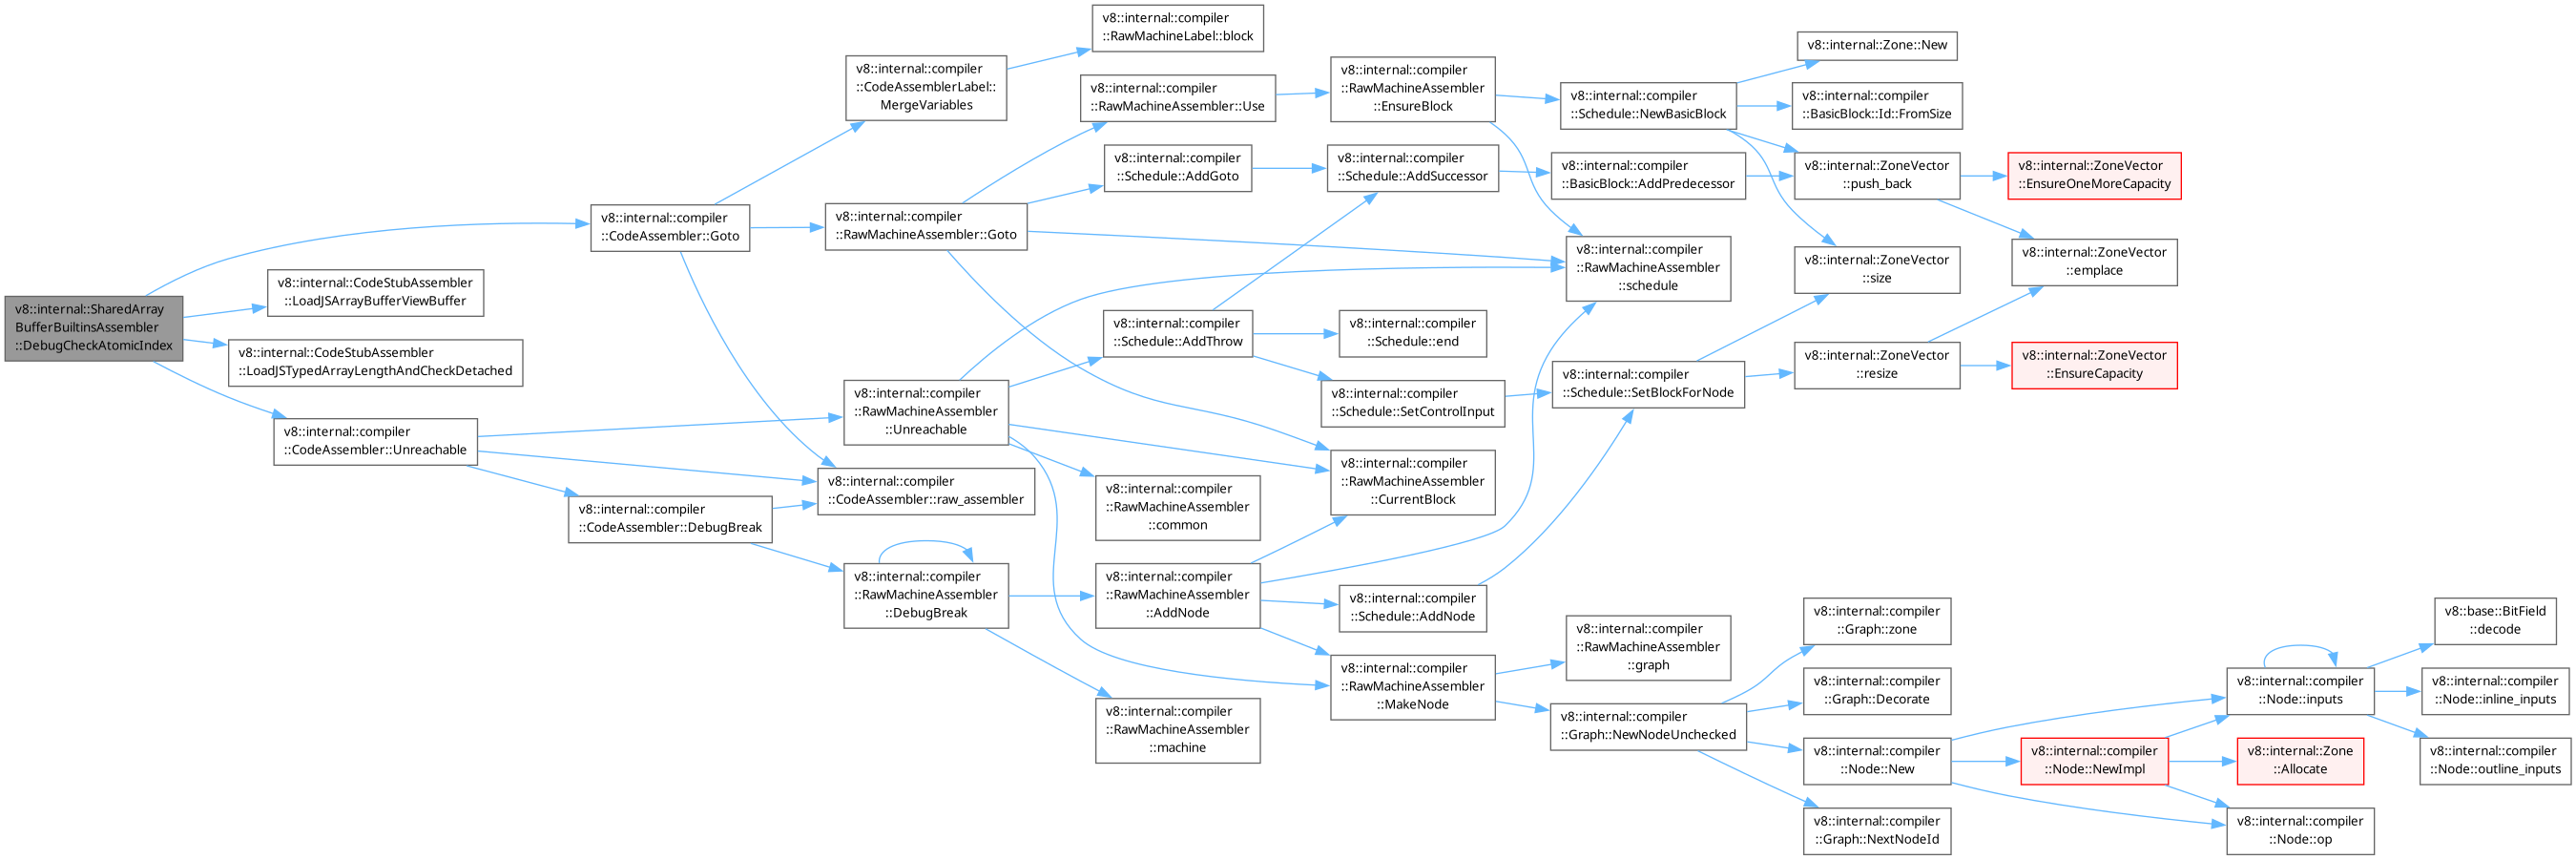 v8::internal::SharedArray
BufferBuiltinsAssembler
::DebugCheckAtomicIndex
v8::internal::compiler
::CodeAssembler::Goto
v8::internal::CodeStubAssembler
::LoadJSArrayBufferViewBuffer
v8::internal::CodeStubAssembler
::LoadJSTypedArrayLengthAndCheckDetached
v8::internal::compiler
::CodeAssembler::Unreachable
v8::internal::compiler
::CodeAssembler::DebugBreak
v8::internal::compiler
::CodeAssemblerLabel::
MergeVariables
v8::internal::compiler
::RawMachineAssembler::Goto
v8::internal::compiler
::RawMachineAssembler
::Unreachable
v8::internal::compiler
::CodeAssembler::raw_assembler
v8::internal::compiler
::RawMachineAssembler
::DebugBreak
v8::internal::compiler
::RawMachineLabel::block
v8::internal::compiler
::RawMachineAssembler::Use
v8::internal::compiler
::Schedule::AddGoto
v8::internal::compiler
::Schedule::AddThrow
v8::internal::compiler
::RawMachineAssembler
::common
v8::internal::compiler
::RawMachineAssembler
::AddNode
v8::internal::compiler
::RawMachineAssembler
::machine
v8::internal::compiler
::RawMachineAssembler
::EnsureBlock
v8::internal::compiler
::Schedule::AddSuccessor
v8::internal::compiler
::Schedule::end
v8::internal::compiler
::Schedule::SetControlInput
v8::internal::compiler
::RawMachineAssembler
::CurrentBlock
v8::internal::compiler
::Schedule::AddNode
v8::internal::compiler
::RawMachineAssembler
::MakeNode
v8::internal::compiler
::Schedule::NewBasicBlock
v8::internal::compiler
::BasicBlock::AddPredecessor
v8::internal::compiler
::RawMachineAssembler
::schedule
v8::internal::compiler
::Schedule::SetBlockForNode
v8::internal::compiler
::RawMachineAssembler
::graph
v8::internal::compiler
::Graph::NewNodeUnchecked
v8::internal::Zone::New
v8::internal::compiler
::BasicBlock::Id::FromSize
v8::internal::ZoneVector
::push_back
v8::internal::ZoneVector
::size
v8::internal::ZoneVector
::resize
v8::internal::compiler
::Graph::zone
v8::internal::compiler
::Graph::Decorate
v8::internal::compiler
::Node::New
v8::internal::compiler
::Graph::NextNodeId
v8::internal::ZoneVector
::EnsureOneMoreCapacity
v8::internal::ZoneVector
::emplace
v8::internal::ZoneVector
::EnsureCapacity
v8::internal::compiler
::Node::NewImpl
v8::internal::compiler
::Node::inputs
v8::internal::Zone
::Allocate
v8::internal::compiler
::Node::op
v8::base::BitField
::decode
v8::internal::compiler
::Node::inline_inputs
v8::internal::compiler
::Node::outline_inputs